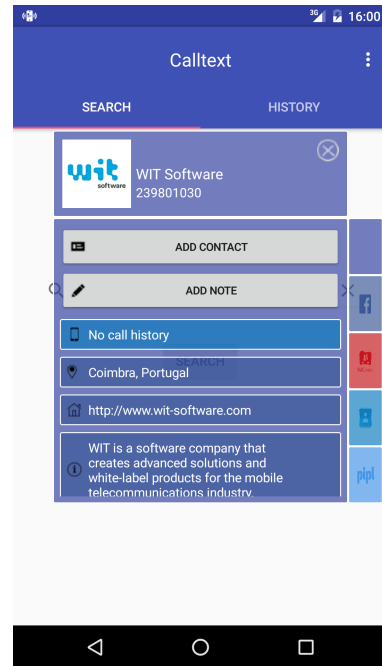 3G
16:00
Calltext
SEARCH
HISTORY
wit
software
WIT Software
239801030
ADD CONTACT
ADD NOTE
No call history
SEARCH
Coimbra, Portugal
http://www.wit-software.com
WIT is a software company that
creates advanced solutions and
white-label products for the mobile
telecommunications industry.
f
pipl